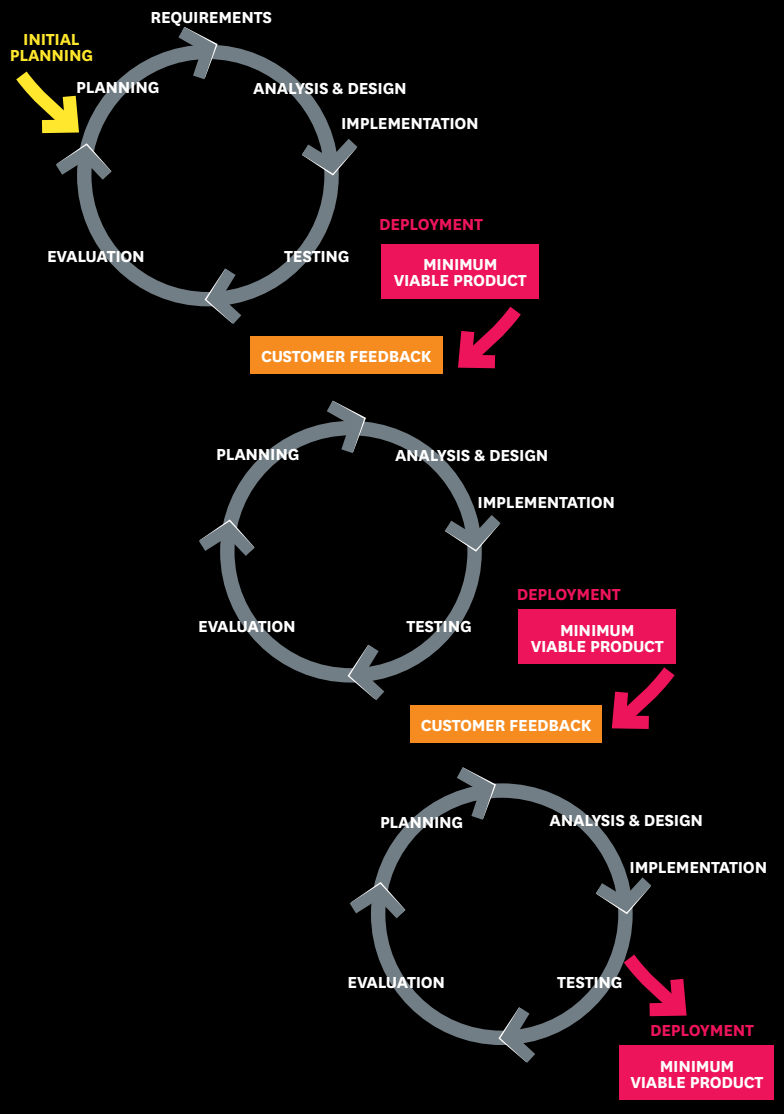 REQUIREMENTS
INITIAL
PLANNING
PLANNING
ANALYSIS & DESIGN
IMPLEMENTATION
DEPLOYMENT
MINIMUM
VIABLE PRODUCT
EVALUATION
TESTING
CUSTOMER FEEDBACK
PLANNING
ANALYSIS & DESIGN
IMPLEMENTATION
DEPLOYMENT
MINIMUM
VIABLE PRODUCT
EVALUATION
TESTING
CUSTOMER FEEDBACK
PLANNING
ANALYSIS & DESIGN
IMPLEMENTATION
EVALUATION
TESTING
DEPLOYMENT
MINIMUM
VIABLE PRODUCT